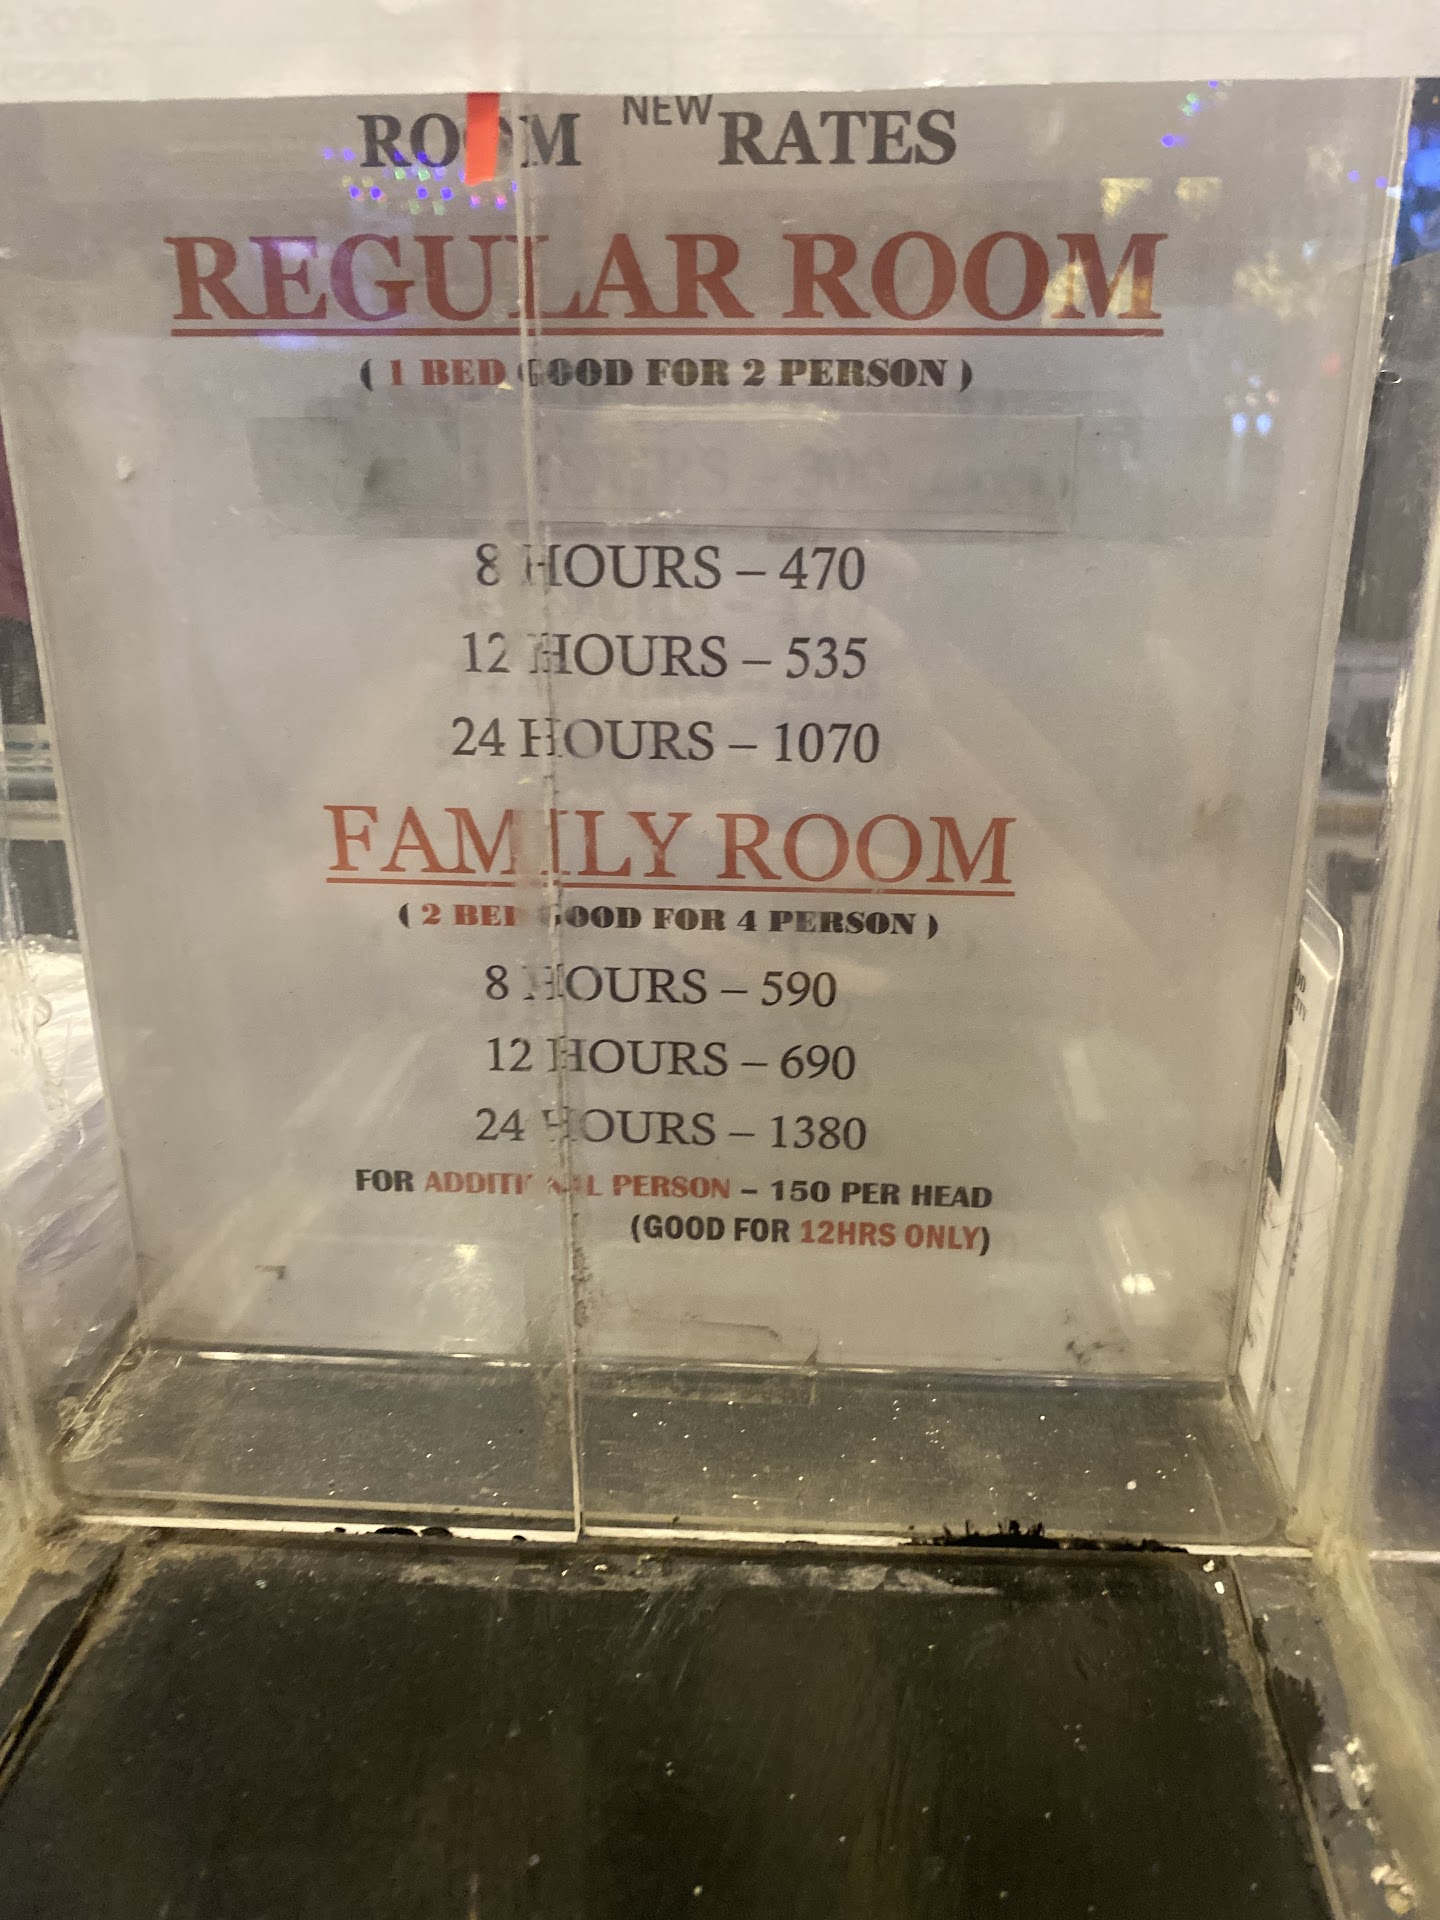 ROOM NEW RATES
REGULAR ROOM
( 1 BED GOOD FOR 2 PERSON )
8 HOURS – 470
12 HOURS – 535
24 HOURS – 1070
FAMILY ROOM
( 2 BED GOOD FOR 4 PERSON )
8 HOURS – 590
12 HOURS – 690
24 HOURS – 1380
FOR ADDITIONAL PERSON – 150 PER HEAD
(GOOD FOR 12HRS ONLY)